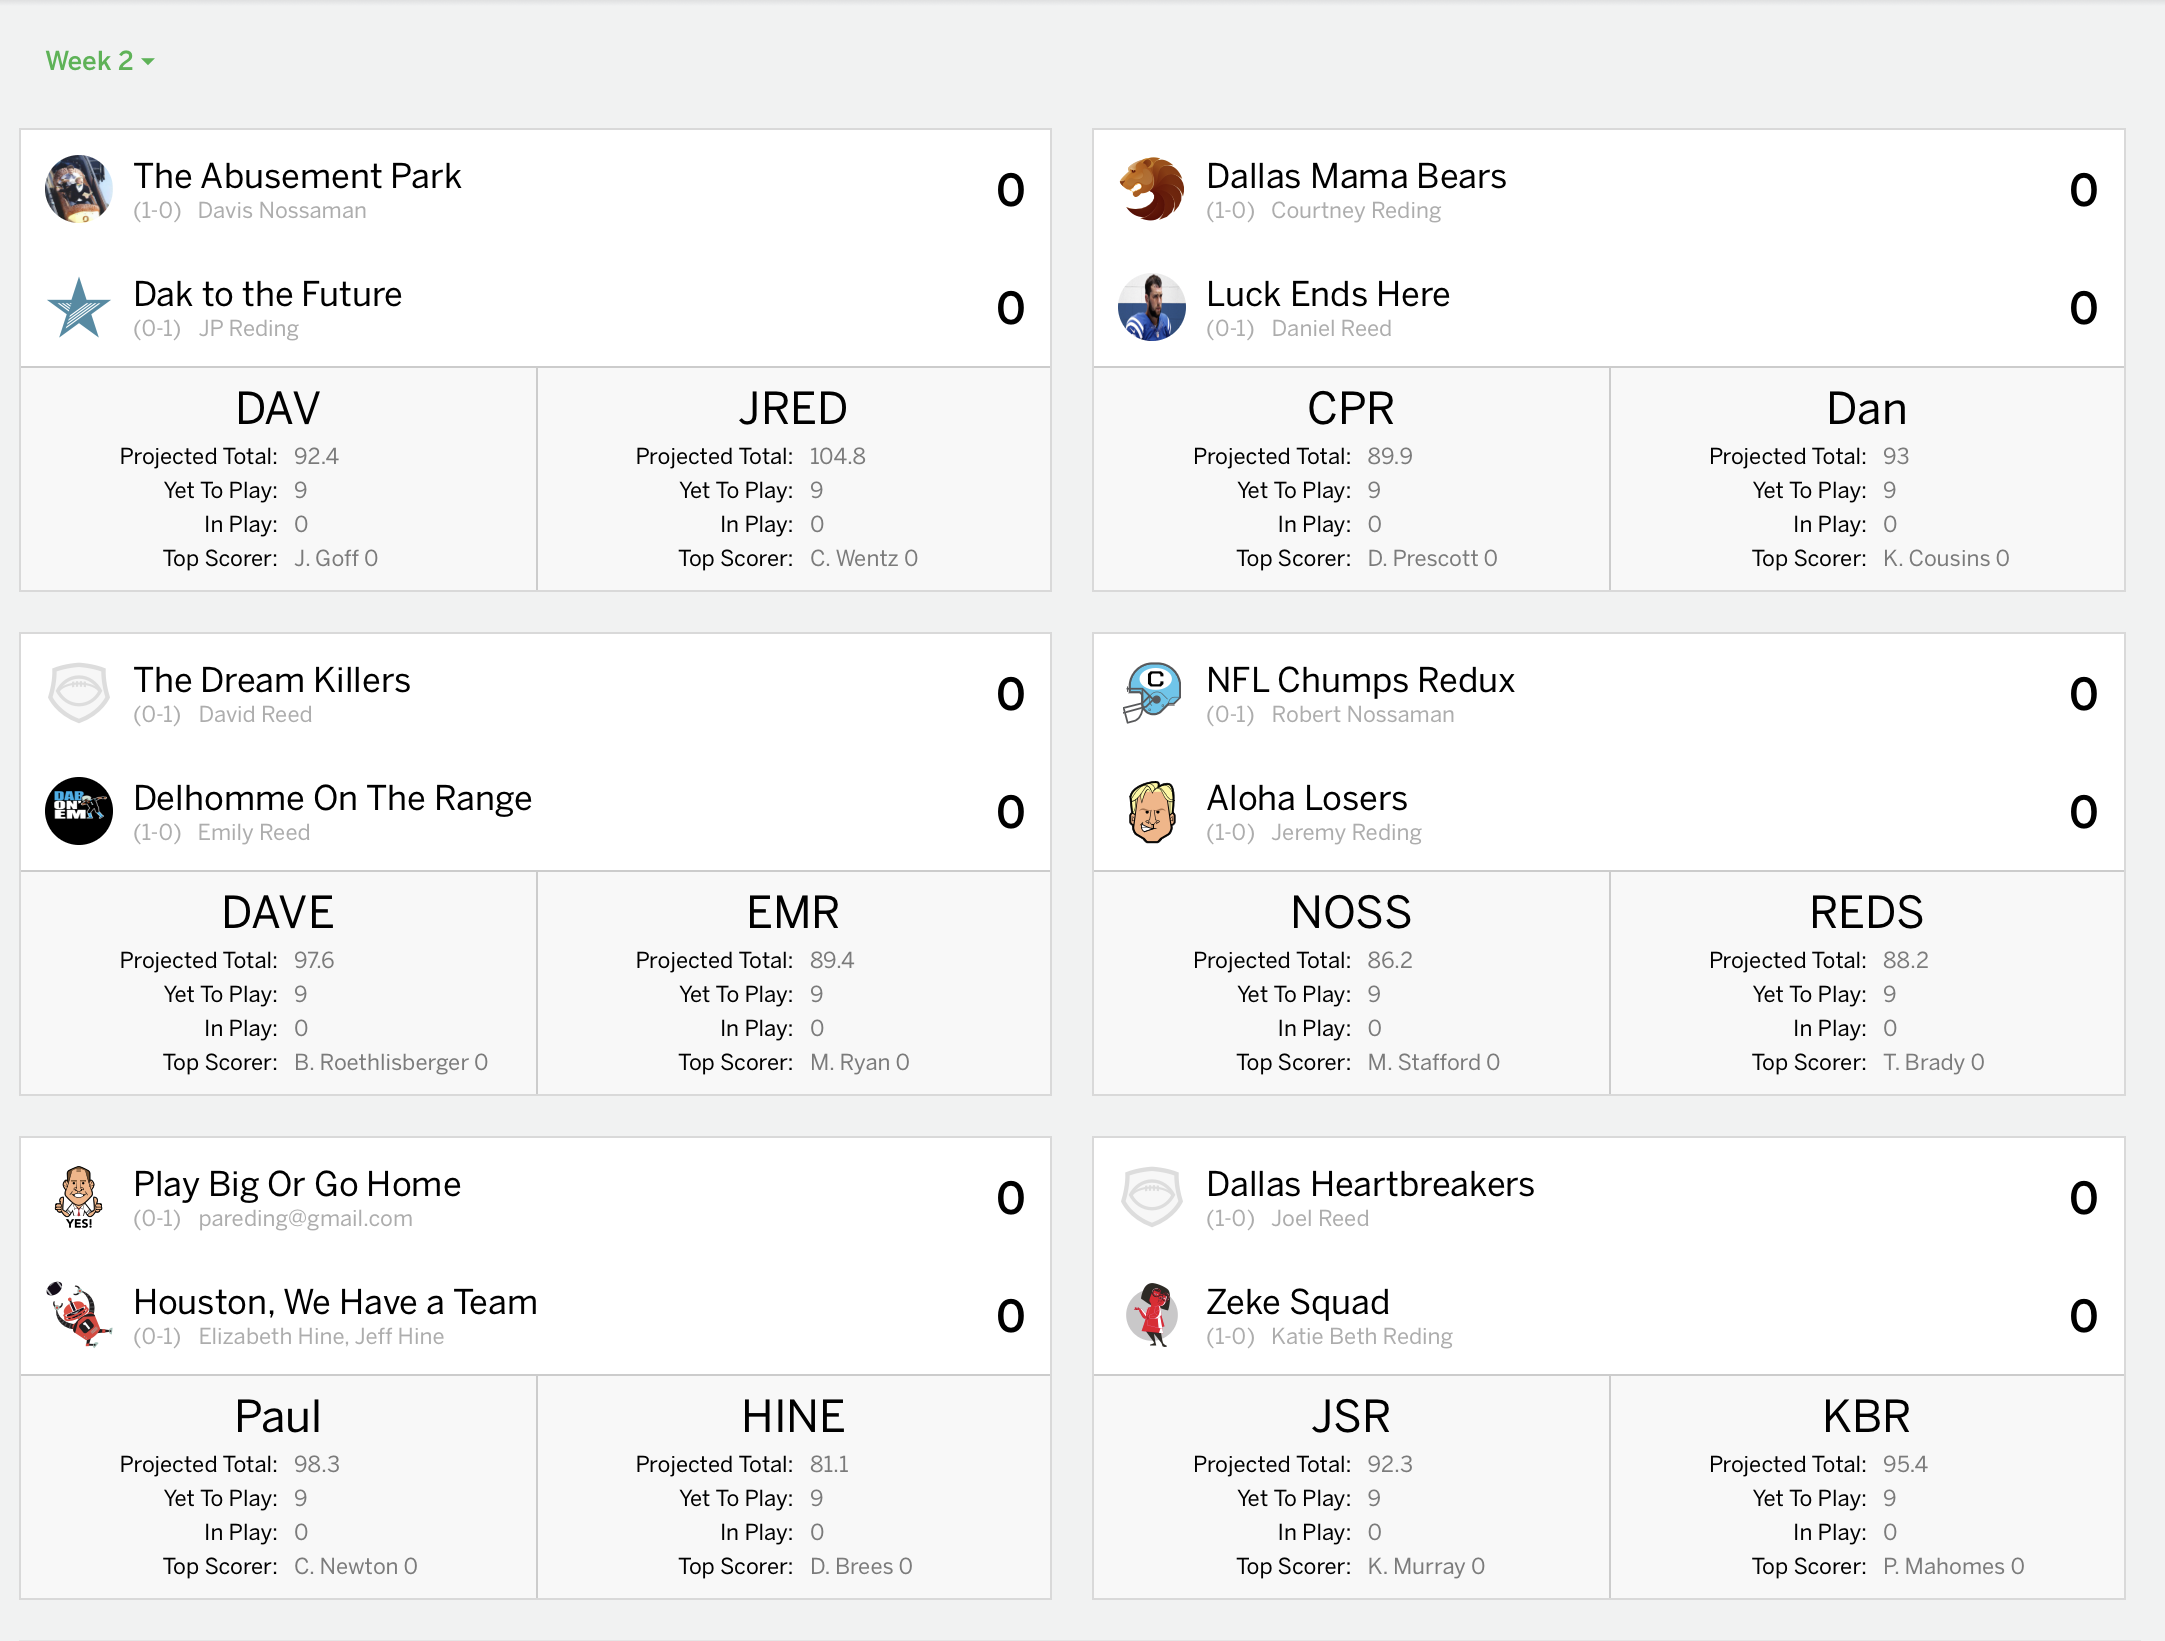 Week 2
The Abusement Park
0
(1-0) Davis Nossaman
Dak to the Future
0
(0-1) JP Reding
DAV
Projected Total: 92.4
Yet To Play: 9
In Play: 0
Top Scorer: J. Goff 0
JRED
Projected Total: 104.8
Yet To Play: 9
In Play: 0
Top Scorer: C. Wentz 0
Dallas Mama Bears
0
(1-0) Courtney Reding
Luck Ends Here
0
(0-1) Daniel Reed
CPR
Projected Total: 89.9
Yet To Play: 9
In Play: 0
Top Scorer: D. Prescott 0
Dan
Projected Total: 93
Yet To Play: 9
In Play: 0
Top Scorer: K. Cousins 0
The Dream Killers
0
(0-1) David Reed
DAB
ON'
EM
Delhomme On The Range
0
(1-0) Emily Reed
DAVE
Projected Total: 97.6
Yet To Play: 9
In Play: 0
Top Scorer: B. Roethlisberger 0
EMR
Projected Total: 89.4
Yet To Play: 9
In Play: 0
Top Scorer: M. Ryan 0
C
NFL Chumps Redux
0
(0-1) Robert Nossaman
Aloha Losers
0
(1-0) Jeremy Reding
NOSS
Projected Total: 86.2
Yet To Play: 9
In Play: 0
Top Scorer: M. Stafford 0
REDS
Projected Total: 88.2
Yet To Play: 9
In Play: 0
Top Scorer: T. Brady 0
YES!
Play Big Or Go Home
0
(0-1) pareding@gmail.com
Houston, We Have a Team
0
(0-1) Elizabeth Hine, Jeff Hine
Paul
Projected Total: 98.3
Yet To Play: 9
In Play: 0
Top Scorer: C. Newton 0
HINE
Projected Total: 81.1
Yet To Play: 9
In Play: 0
Top Scorer: D. Brees 0
Dallas Heartbreakers
0
(1-0) Joel Reed
Zeke Squad
0
(1-0) Katie Beth Reding
JSR
Projected Total: 92.3
Yet To Play: 9
In Play: 0
Top Scorer: K. Murray 0
KBR
Projected Total: 95.4
Yet To Play: 9
In Play: 0
Top Scorer: P. Mahomes 0